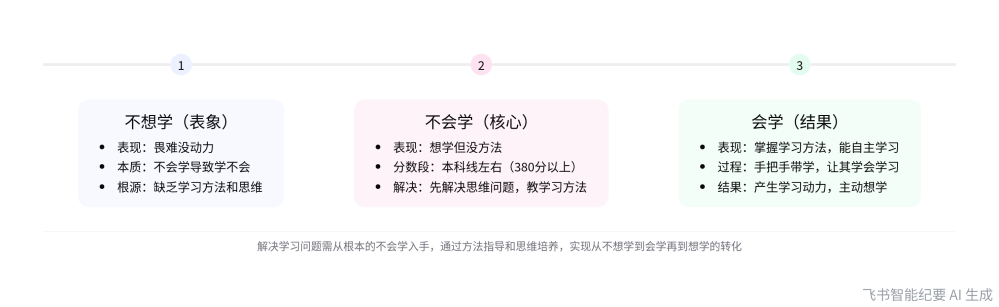 1
2
3
不想学（表象）
• 表现：畏难没动力
• 本质：不会学导致学不会
• 根源：缺乏学习方法和思维
不会学（核心）
• 表现：想学但没方法
• 分数段：本科线左右（380分以上）
• 解决：先解决思维问题，教学习方法
会学（结果）
• 表现：掌握学习方法，能自主学习
• 过程：手把手带学，让其学会学习
• 结果：产生学习动力，主动想学
解决学习问题需从根本的不会学入手，通过方法指导和思维培养，实现从不想学到会学再到想学的转化
飞书智能纪要 AI 生成